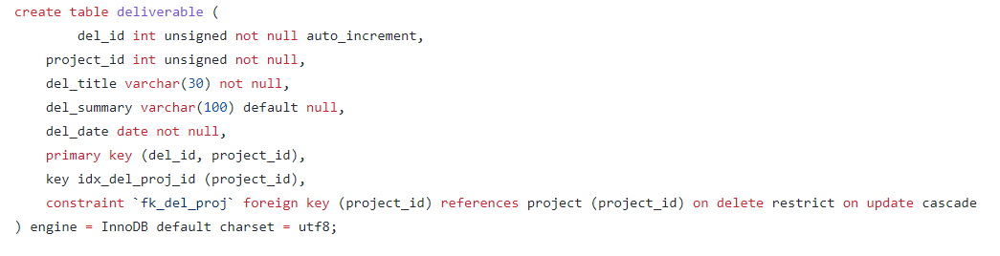 create table deliverable (
del_id int unsigned not null auto_increment,
project_id int unsigned not null,
del_title varchar(30) not null,
del_summary varchar(100) default null,
del_date date not null,
primary key (del_id, project_id),
key idx_del_proj_id (project_id),
constraint `fk_del_proj` foreign key (project_id) references project (project_id) on delete restrict on update cascade
) engine = InnoDB default charset = utf8;